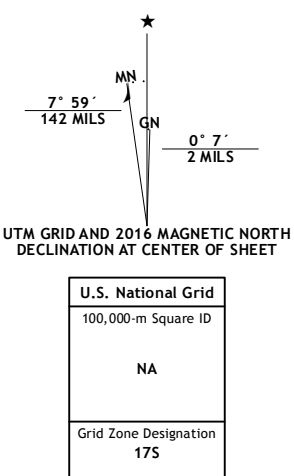 ★
MN
GN
7° 59´
142 MILS
0° 7´
2 MILS
UTM GRID AND 2016 MAGNETIC NORTH
DECLINATION AT CENTER OF SHEET
U.S. National Grid
100,000-m Square ID
NA
Grid Zone Designation
17S